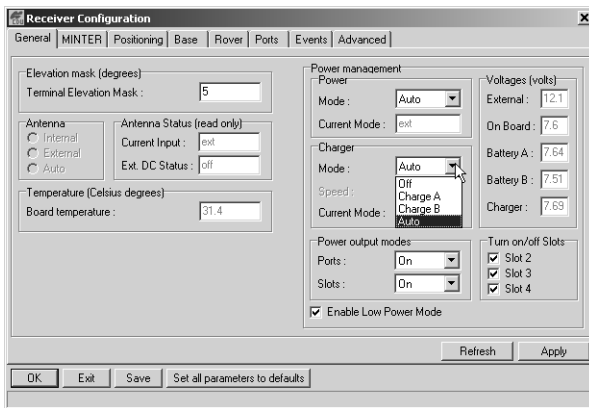 Receiver Configuration
General MINTER Positioning Base Rover Ports Events Advanced
Elevation mask (degrees)
Terminal Elevation Mask : 5
Antenna
Internal
External
Auto
Antenna Status (read only)
Current Input : ext
Ext. DC Status : off
Temperature (Celsius degrees)
Board temperature : 31.4
Power management
Power
Mode : Auto
Current Mode : ext
Charger
Mode : Auto
Speed :
Current Mode :
Off
Charge A
Charge B
Auto
Power output modes
Ports : On
Slots : On
Enable Low Power Mode
Voltages (volts)
External : 12.1
On Board : 7.6
Battery A : 7.64
Battery B : 7.51
Charger : 7.69
Turn on/off Slots
Slot 2
Slot 3
Slot 4
Refresh Apply
OK Exit Save Set all parameters to defaults